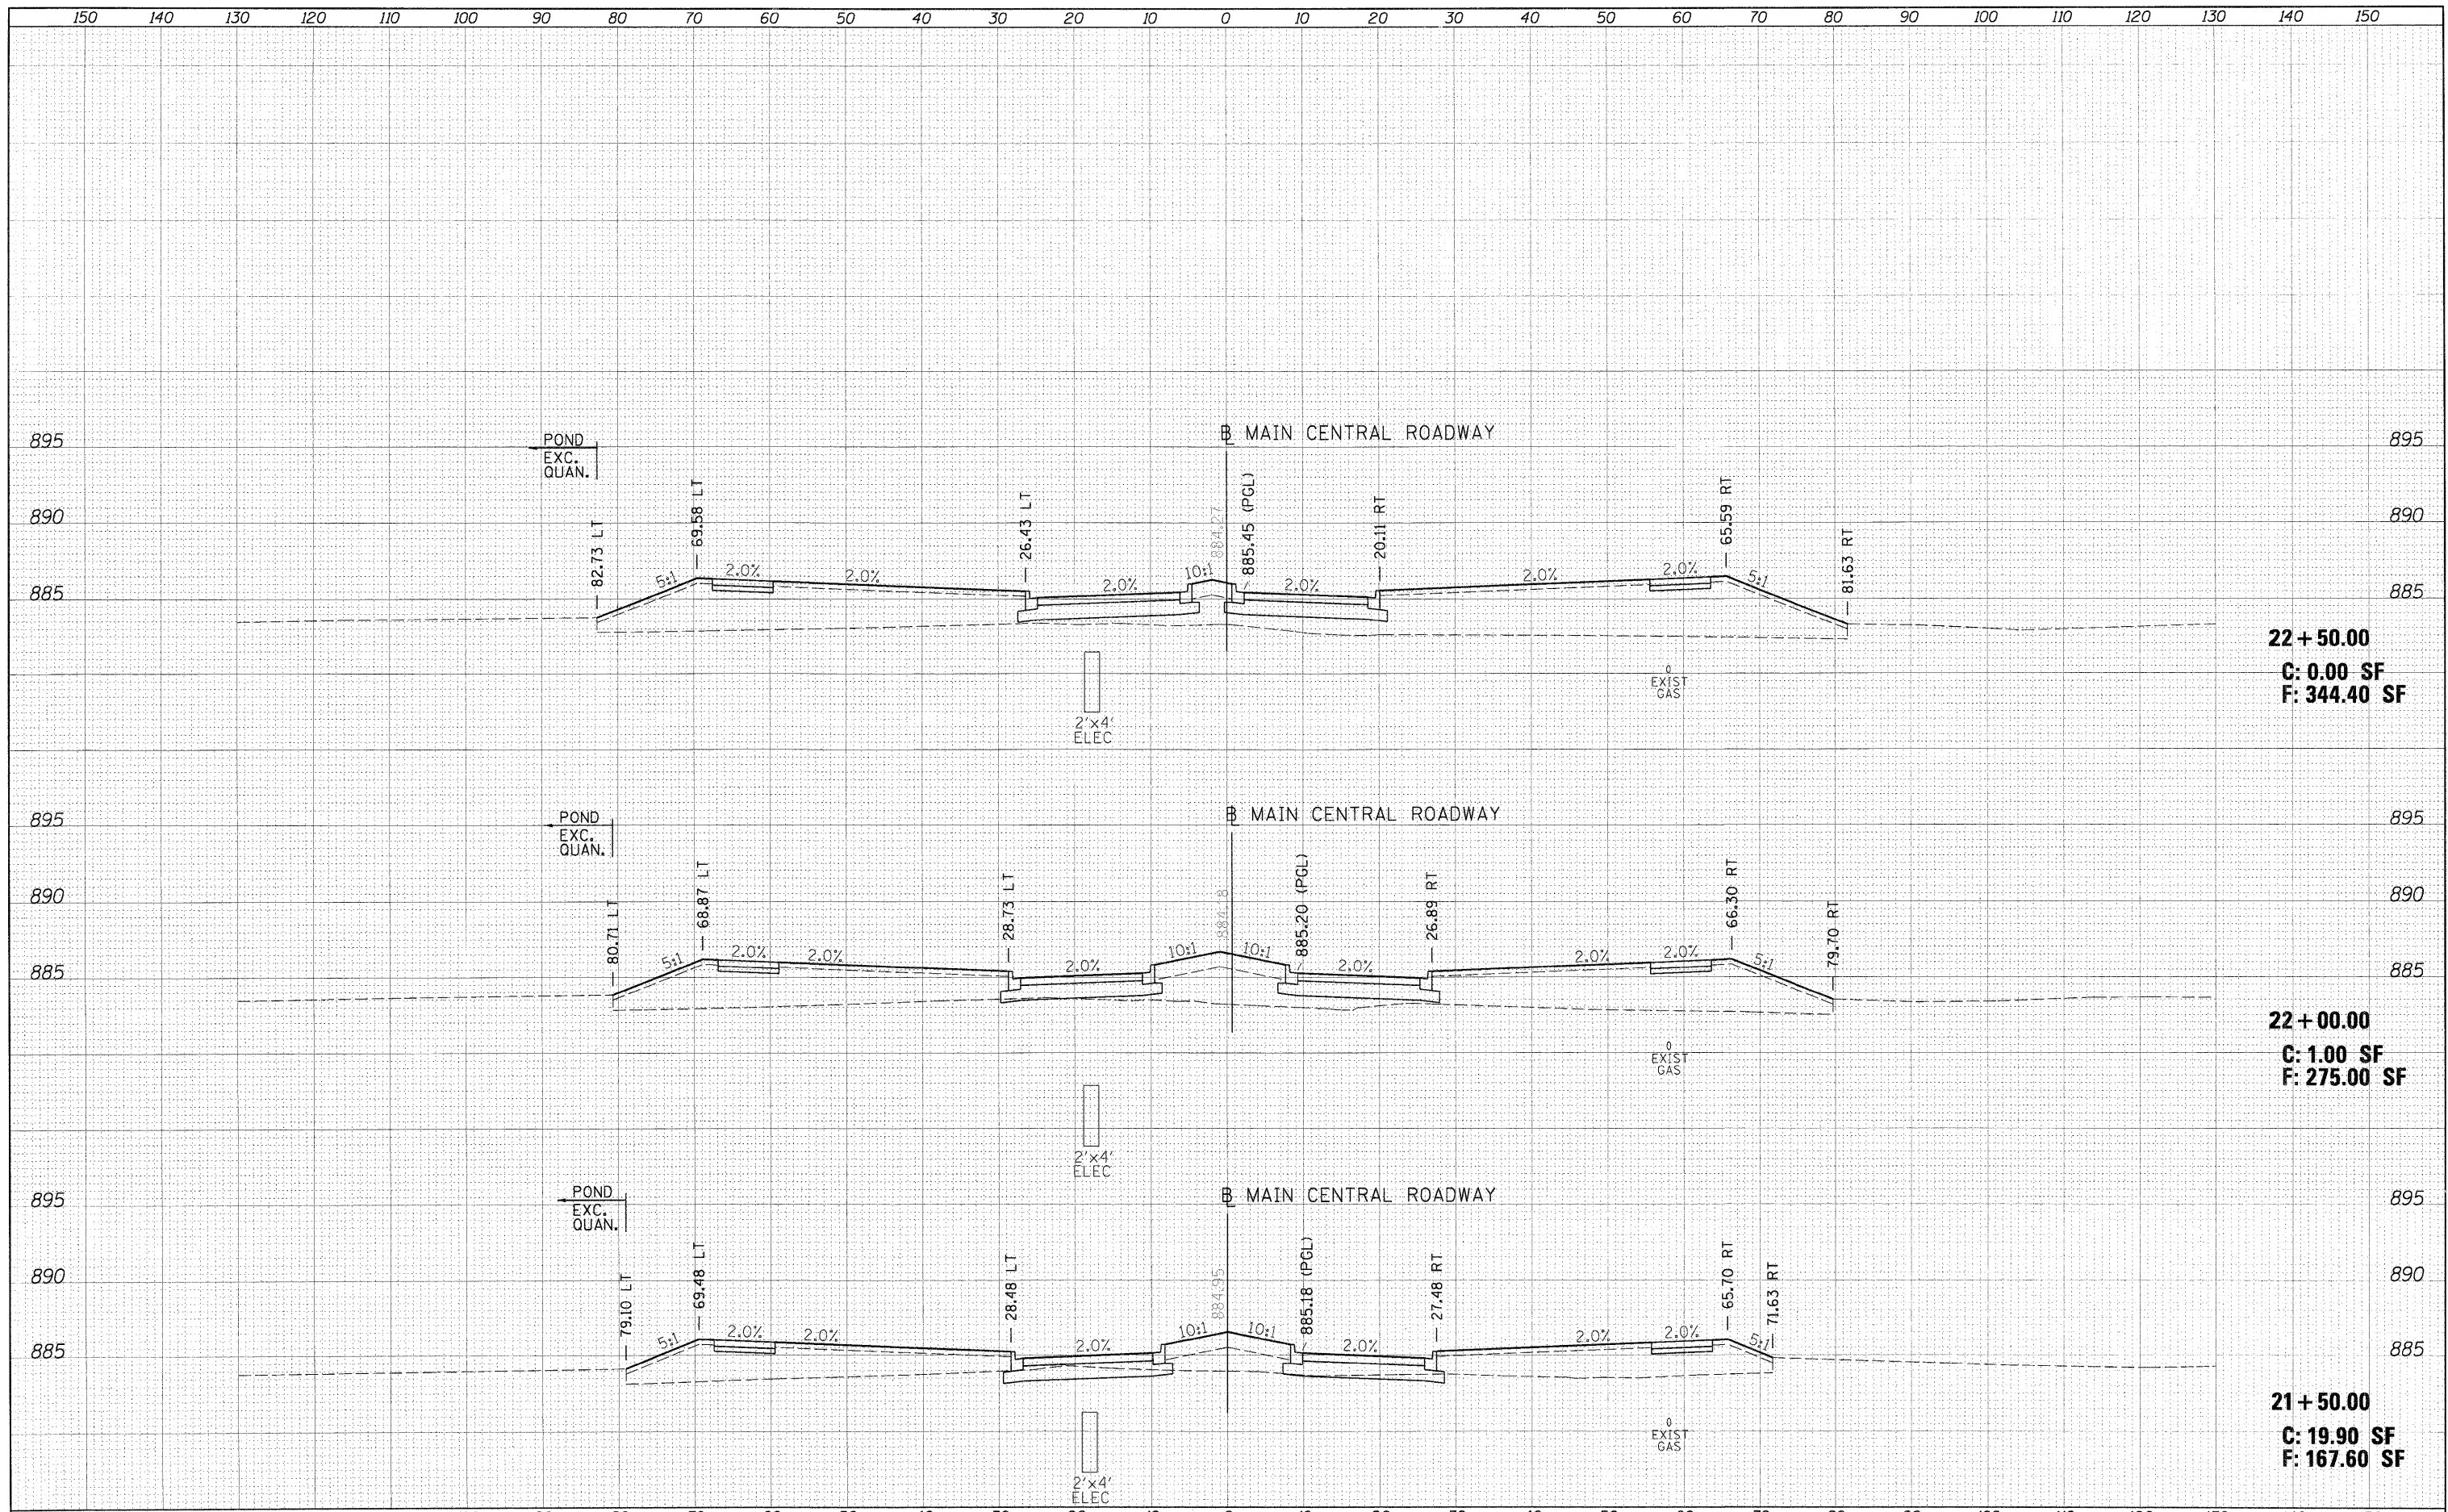 150 140 130 120 110 100 90 80 70 60 50 40 30 20 10 0 10 20 30 40 50 60 70 80 90 100 110 120 130 140 150
895 895
POND
EXC.
QUAN.
B MAIN CENTRAL ROADWAY
890 890
82.73 LT
69.58 LT
26.43 LT
884.27
885.45 (PGL)
20.11 RT
65.59 RT
81.63 RT
5:1 2.0% 2.0% 2.0% 10:1 2.0% 2.0% 2.0% 5:1
885 885
22+50.00
C: 0.00 SF
F: 344.40 SF
0
EXIST
GAS
2'x4'
ELEC
895 895
POND
EXC.
QUAN.
B MAIN CENTRAL ROADWAY
890 890
80.71 LT
68.87 LT
28.73 LT
885.20 (PGL)
26.89 RT
66.30 RT
79.70 RT
5:1 2.0% 2.0% 2.0% 10:1 10:1 2.0% 2.0% 2.0% 5:1
885 885
22+00.00
C: 1.00 SF
F: 275.00 SF
0
EXIST
GAS
2'x4'
ELEC
895 895
POND
EXC.
QUAN.
B MAIN CENTRAL ROADWAY
890 890
79.10 LT
69.48 LT
28.48 LT
884.95
885.18 (PGL)
27.48 RT
65.70 RT
71.63 RT
5:1 2.0% 2.0% 2.0% 10:1 10:1 2.0% 2.0% 2.0% 5:1
885 885
21+50.00
C: 19.90 SF
F: 167.60 SF
0
EXIST
GAS
2'x4'
ELEC